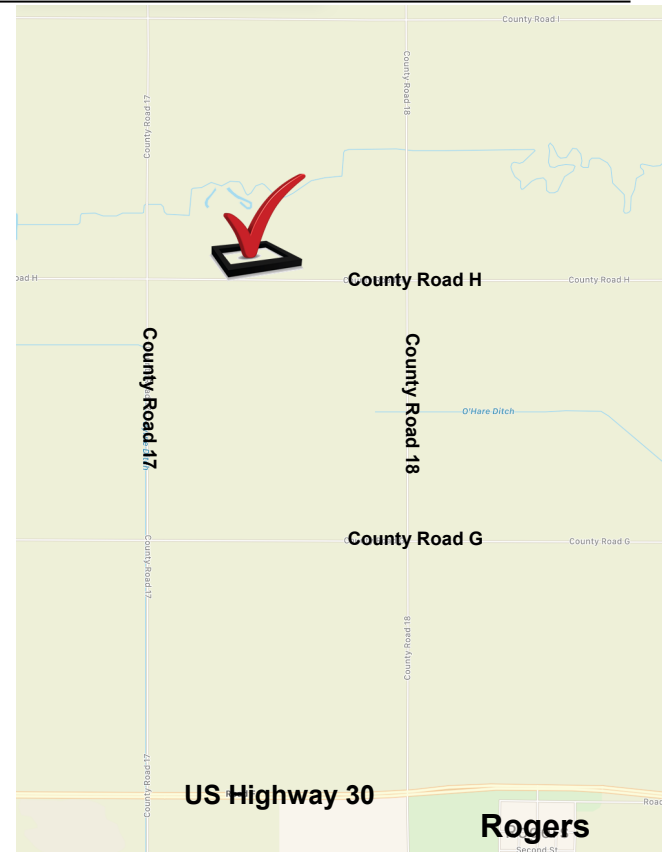 County Road I
County Road 18
County Road 17
oad H
County Road H
County Road H
County Road 17
County Road 18
O'Hare Ditch
County Road G
County Road G
County Road 17
County Road 18
County Road 17
US Highway 30
Road
Rogers
Second St